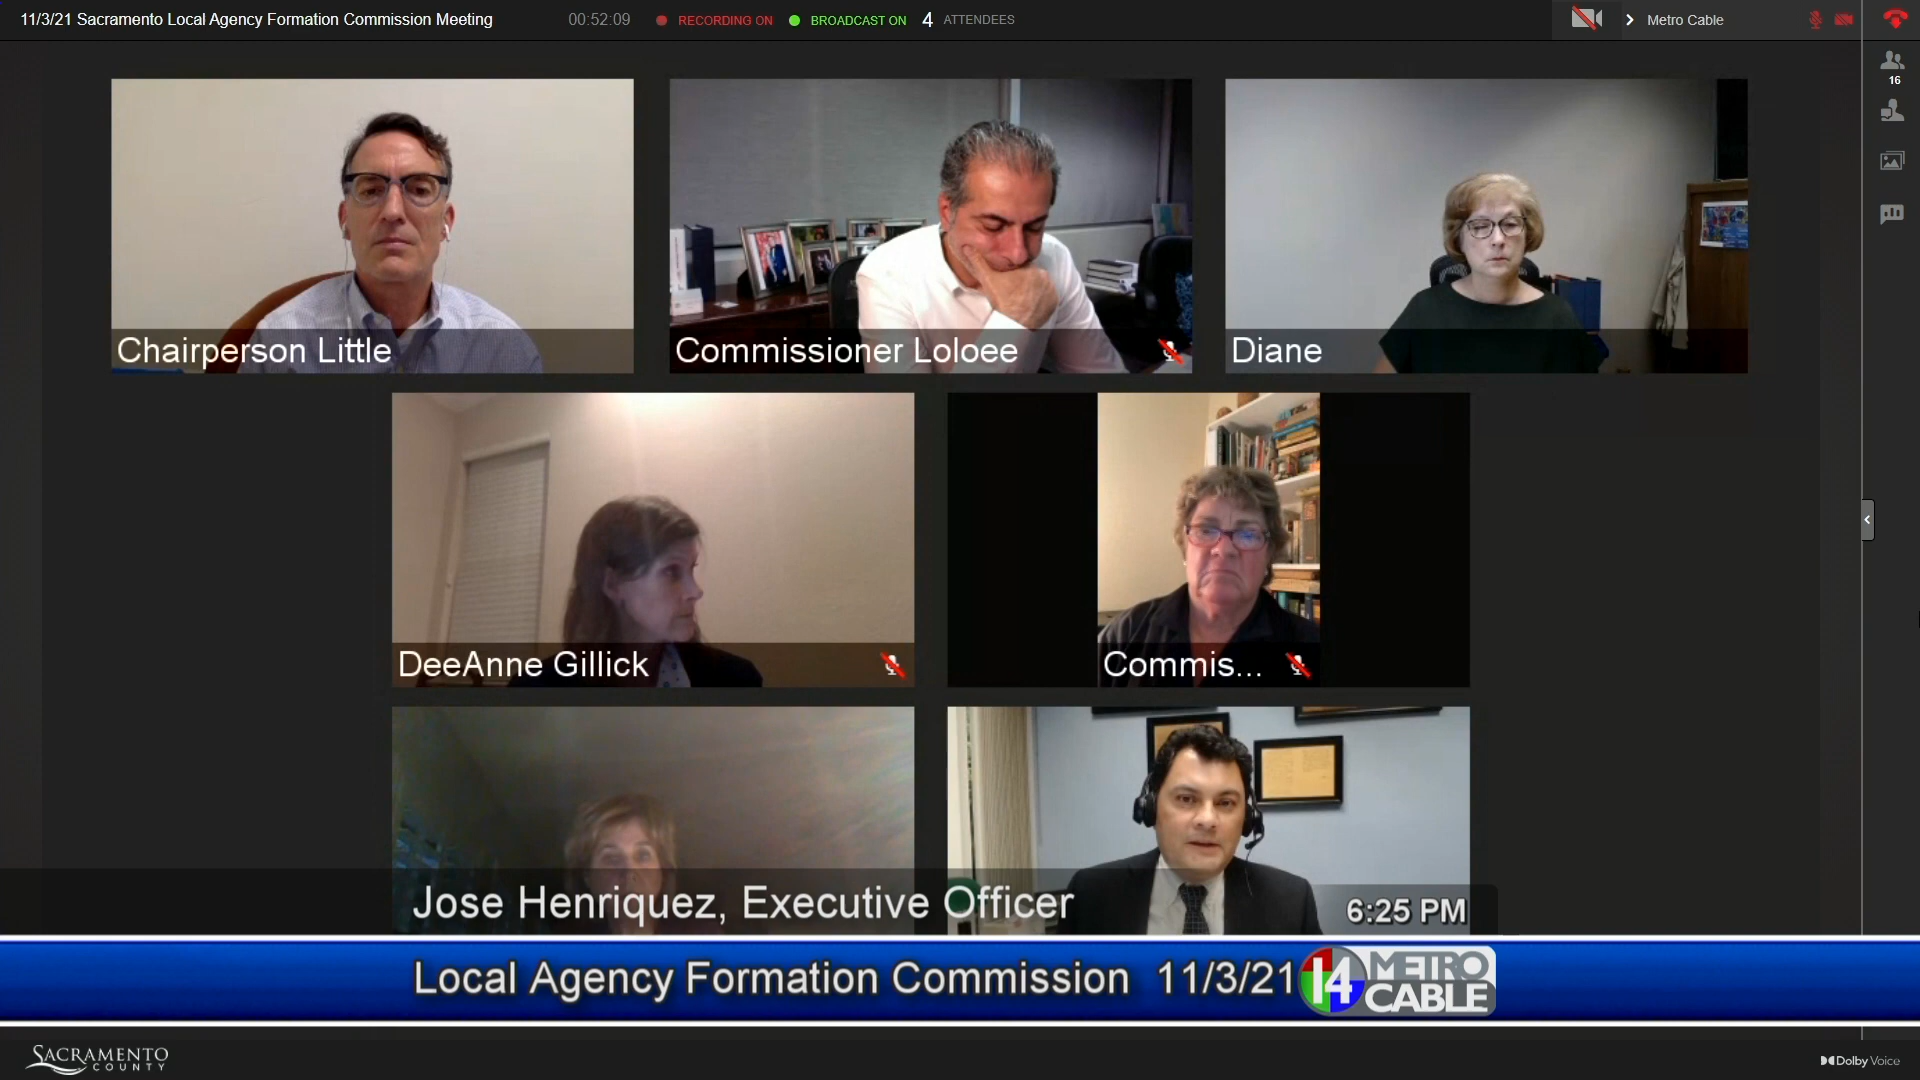 11/3/21 Sacramento Local Agency Formation Commission Meeting
00:52:09
RECORDING ON
BROADCAST ON
4 ATTENDEES
Metro Cable
16
Chairperson Little
Commissioner Loloee
Diane
DeeAnne Gillick
Commis...
Jose Henriquez, Executive Officer
6:25 PM
Local Agency Formation Commission 11/3/21
14 METRO
CABLE
SACRAMENTO
COUNTY
Dolby Voice